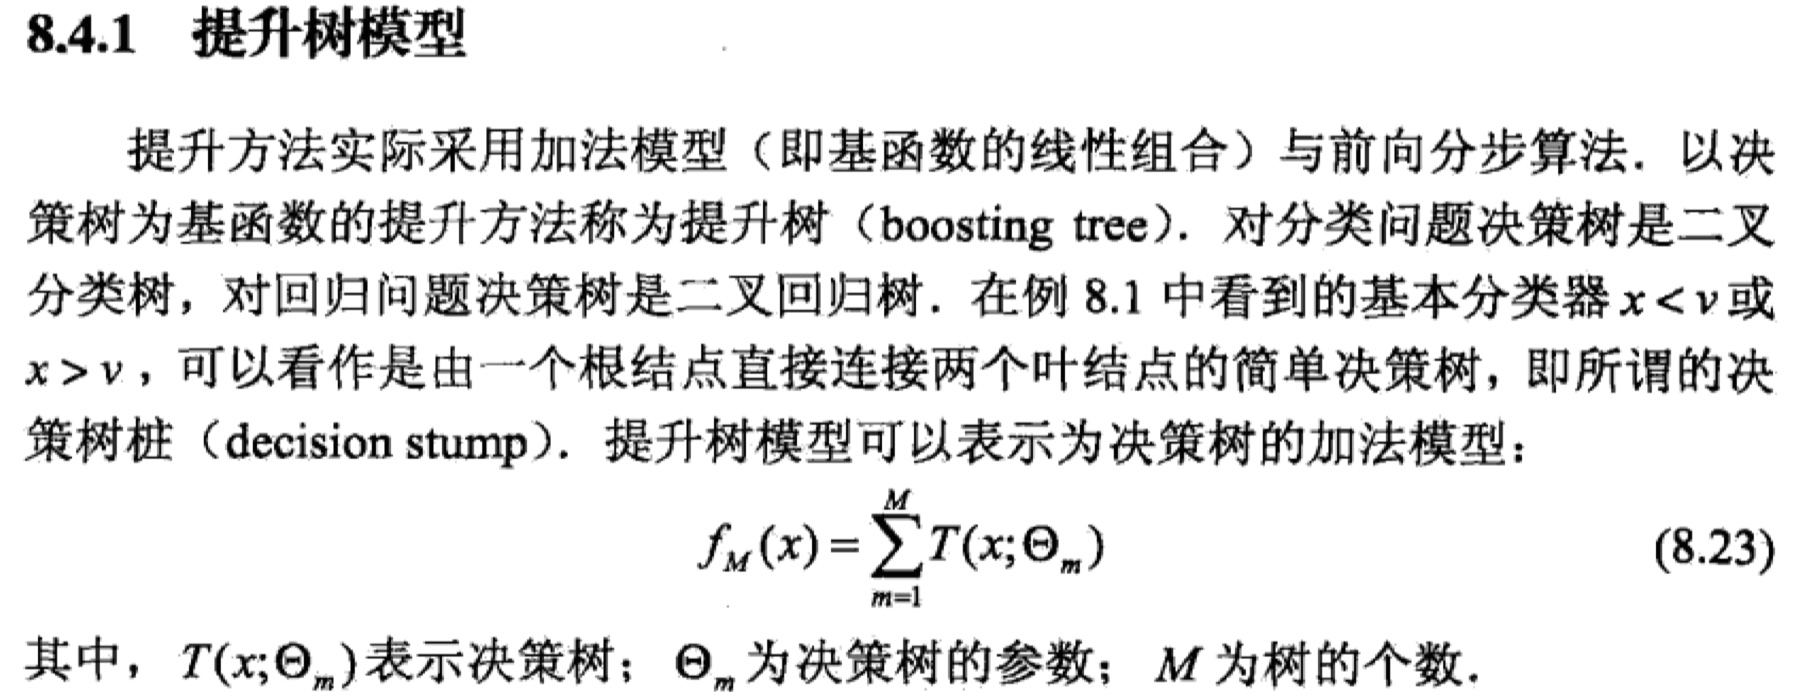 8.4.1 提升树模型
提升方法实际采用加法模型（即基函数的线性组合）与前向分步算法．以决
策树为基函数的提升方法称为提升树（boosting tree）．对分类问题决策树是二叉
分类树，对回归问题决策树是二叉回归树．在例 8.1 中看到的基本分类器 x < v 或
x > v，可以看作是由一个根结点直接连接两个叶结点的简单决策树，即所谓的决
策树桩（decision stump）．提升树模型可以表示为决策树的加法模型：
f_M(x) = \sum_{m=1}^{M} T(x;Θ_m) (8.23)
其中，T(x;Θ_m)表示决策树；Θ_m 为决策树的参数；M 为树的个数．